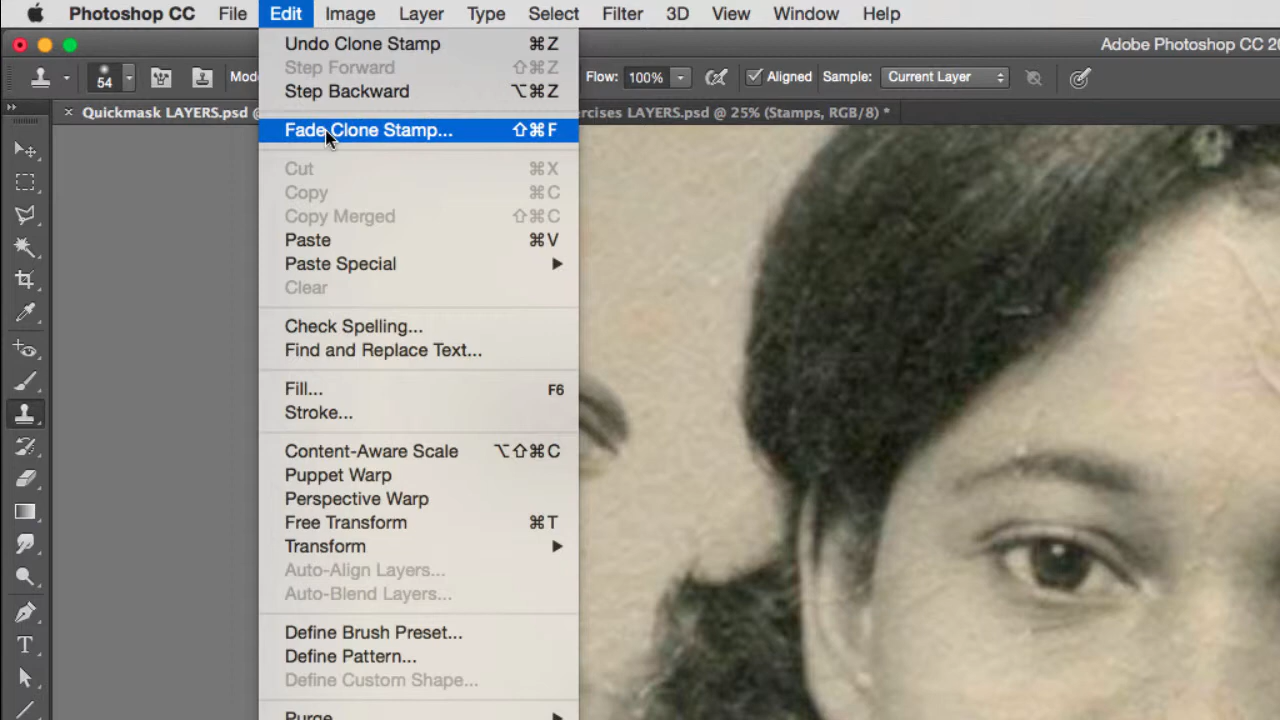 Photoshop CC File Edit Image Layer Type Select Filter 3D View Window Help
Adobe Photoshop CC 20
54 Mode Flow: 100% Aligned Sample: Current Layer
× Quickmask LAYERS.psd @ rcises LAYERS.psd @ 25% (Stamps, RGB/8) *
Undo Clone Stamp ⌘Z
Step Forward ⇧⌘Z
Step Backward ⌥⌘Z
Fade Clone Stamp... ⇧⌘F
Cut ⌘X
Copy ⌘C
Copy Merged ⇧⌘C
Paste ⌘V
Paste Special
Clear
Check Spelling...
Find and Replace Text...
Fill... F6
Stroke...
Content-Aware Scale ⌥⇧⌘C
Puppet Warp
Perspective Warp
Free Transform ⌘T
Transform
Auto-Align Layers...
Auto-Blend Layers...
Define Brush Preset...
Define Pattern...
Define Custom Shape...
Purge